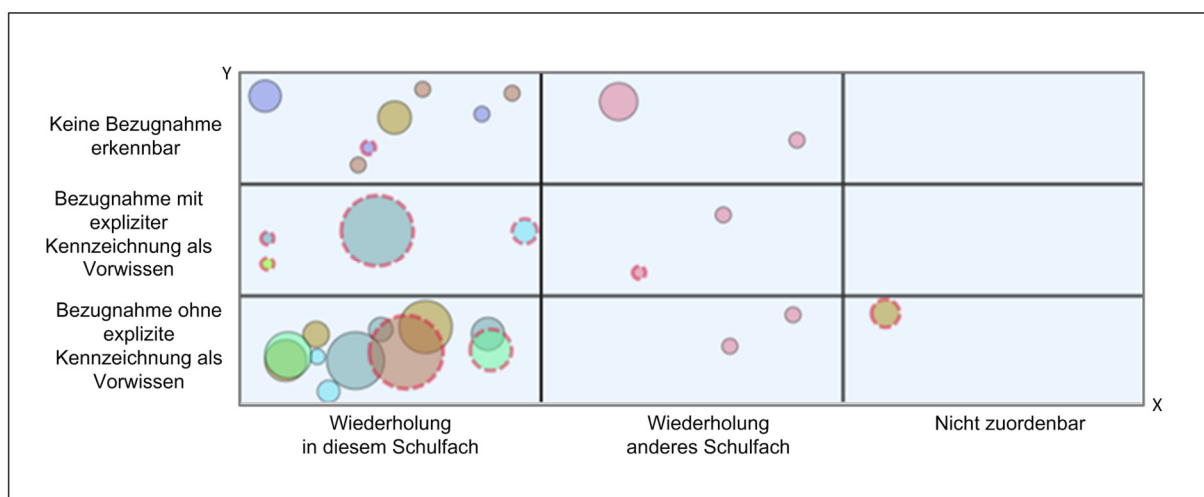 Y
Keine Bezugnahme
erkennbar
Bezugnahme mit
expliziter
Kennzeichnung als
Vorwissen
Bezugnahme ohne
explizite
Kennzeichnung als
Vorwissen
X
Wiederholung
in diesem Schulfach
Wiederholung
anderes Schulfach
Nicht zuordenbar